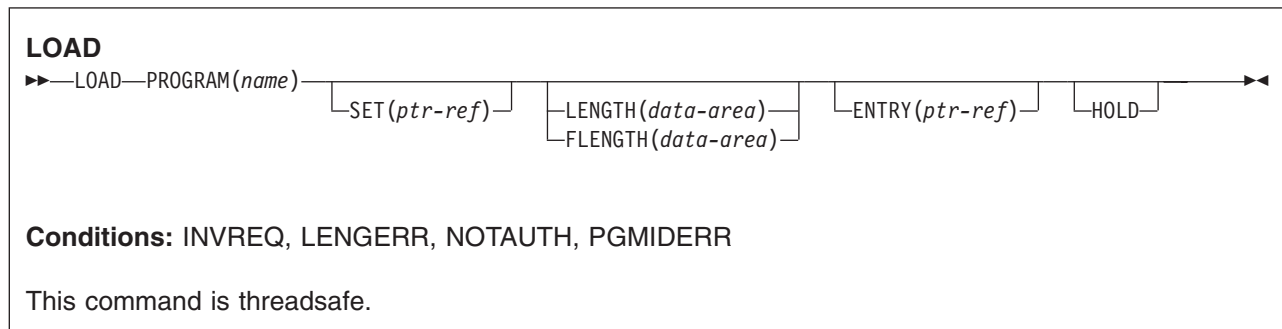 LOAD
LOAD PROGRAM(name)
SET(ptr-ref) LENGTH(data-area) ENTRY(ptr-ref) HOLD
FLENGTH(data-area)
Conditions: INVREQ, LENGERR, NOTAUTH, PGMIDERR
This command is threadsafe.